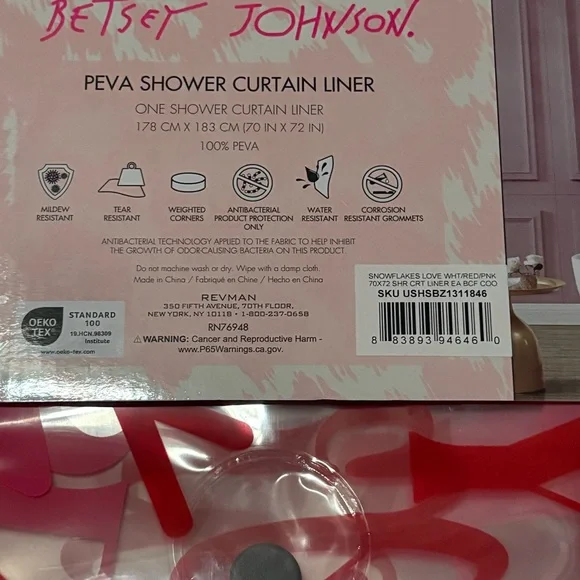 BETSEY JOHNSON.
PEVA SHOWER CURTAIN LINER
ONE SHOWER CURTAIN LINER
178 CM X 183 CM (70 IN X 72 IN)
100% PEVA
MILDEW
RESISTANT
TEAR
RESISTANT
WEIGHTED
CORNERS
ANTIBACTERIAL
PRODUCT PROTECTION
ONLY
WATER
RESISTANT
CORROSION
RESISTANT GROMMETS
ANTIBACTERIAL TECHNOLOGY APPLIED TO THE FABRIC TO HELP INHIBIT
THE GROWTH OF ODOR-CAUSING BACTERIA ON THIS PRODUCT
Do not machine wash or dry. Wipe with a damp cloth.
Made in China / Fabriqué en Chine / Hecho en China
REVMAN
350 FIFTH AVENUE, 70TH FLOOR,
NEW YORK, NY 10118 • 1-800-237-0658
RN76948
⚠WARNING: Cancer and Reproductive Harm -
www.P65Warnings.ca.gov.
OEKO
TEX®
STANDARD
100
19.HCN.98309
Institute
www.oeko-tex.com
SNOWFLAKES LOVE WHT/RED/PNK
70X72 SHR CRT LINER EA BCF COO
SKU USHSBZ1311846
8 83893 94646 0